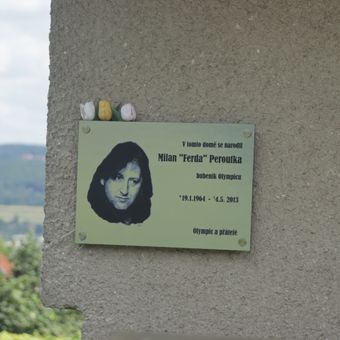 V tomto domě se narodil
Milan "Ferda" Peroutka
bubeník Olympicu
*19.1.1964 - †4.5. 2013
Olympic a přátelé